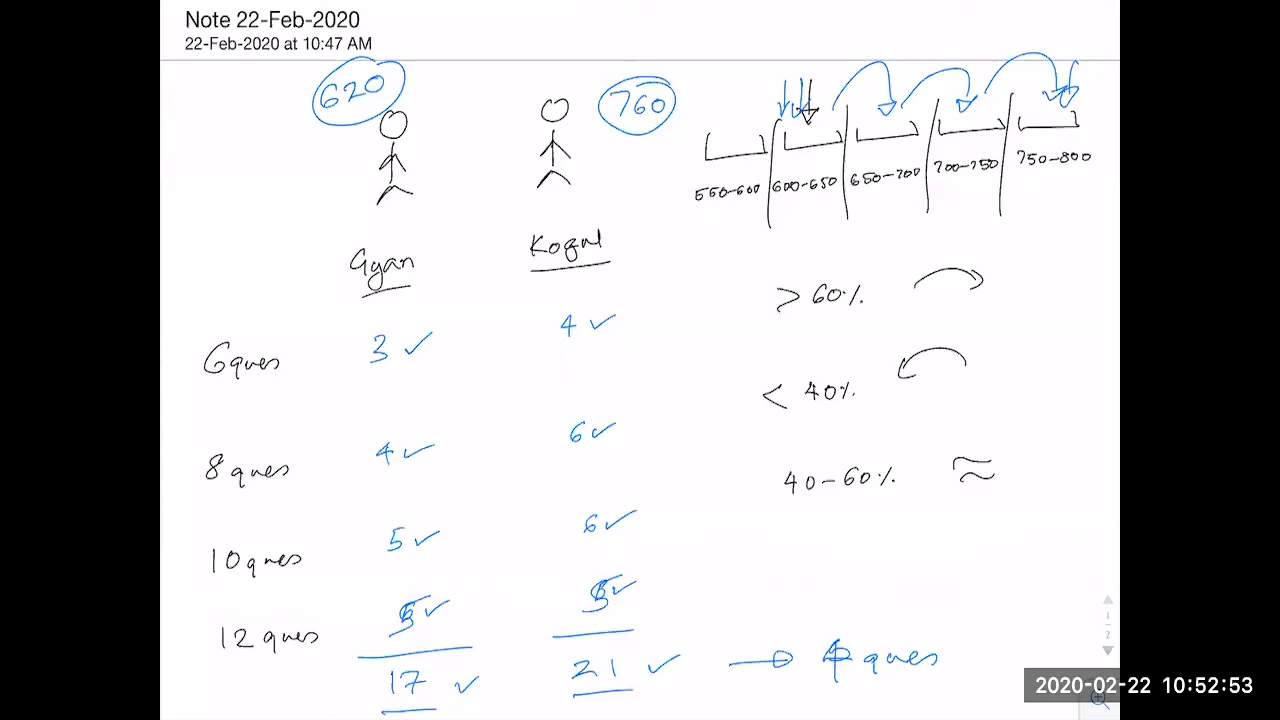 Note 22-Feb-2020
22-Feb-2020 at 10:47 AM
620
760
550-600 600-650 650-700 700-750 750-800
Gyan
> 60%
6 ques 3 ✓ 4 ✓
< 40%
8 ques 4 ✓ 6 ✓
40-60% ≈
10 ques 5 ✓ 6 ✓
12 ques 5 ✓ 5 ✓
17 ✓ 21 ✓ → ques
1
2
2020-02-22 10:52:53